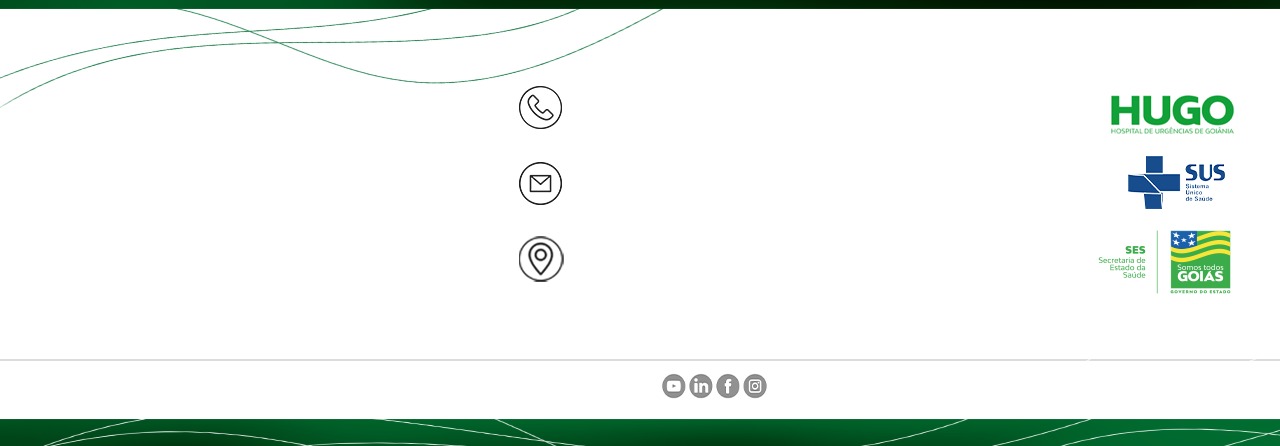 HUGO
HOSPITAL DE URGÊNCIAS DE GOIÂNIA
SUS
Sistema
Único
de Saúde
SES
Secretaria de
Estado da
Saúde
Somos todos
GOIÁS
GOVERNO DO ESTADO